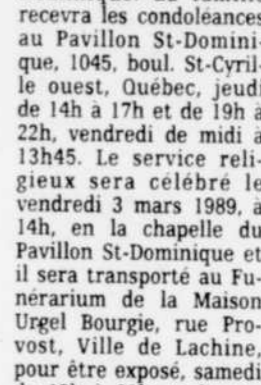 recevra les condoléances
au Pavillon St-Domini-
que, 1045, boul. St-Cyril-
le ouest, Québec, jeudi
de 14h à 17h et de 19h à
22h, vendredi de midi à
13h45. Le service reli-
gieux sera célébré le
vendredi 3 mars 1989, à
14h, en la chapelle du
Pavillon St-Dominique et
il sera transporté au Fu-
nérarium de la Maison
Urgel Bourgie, rue Pro-
vost, Ville de Lachine,
pour être exposé, samedi